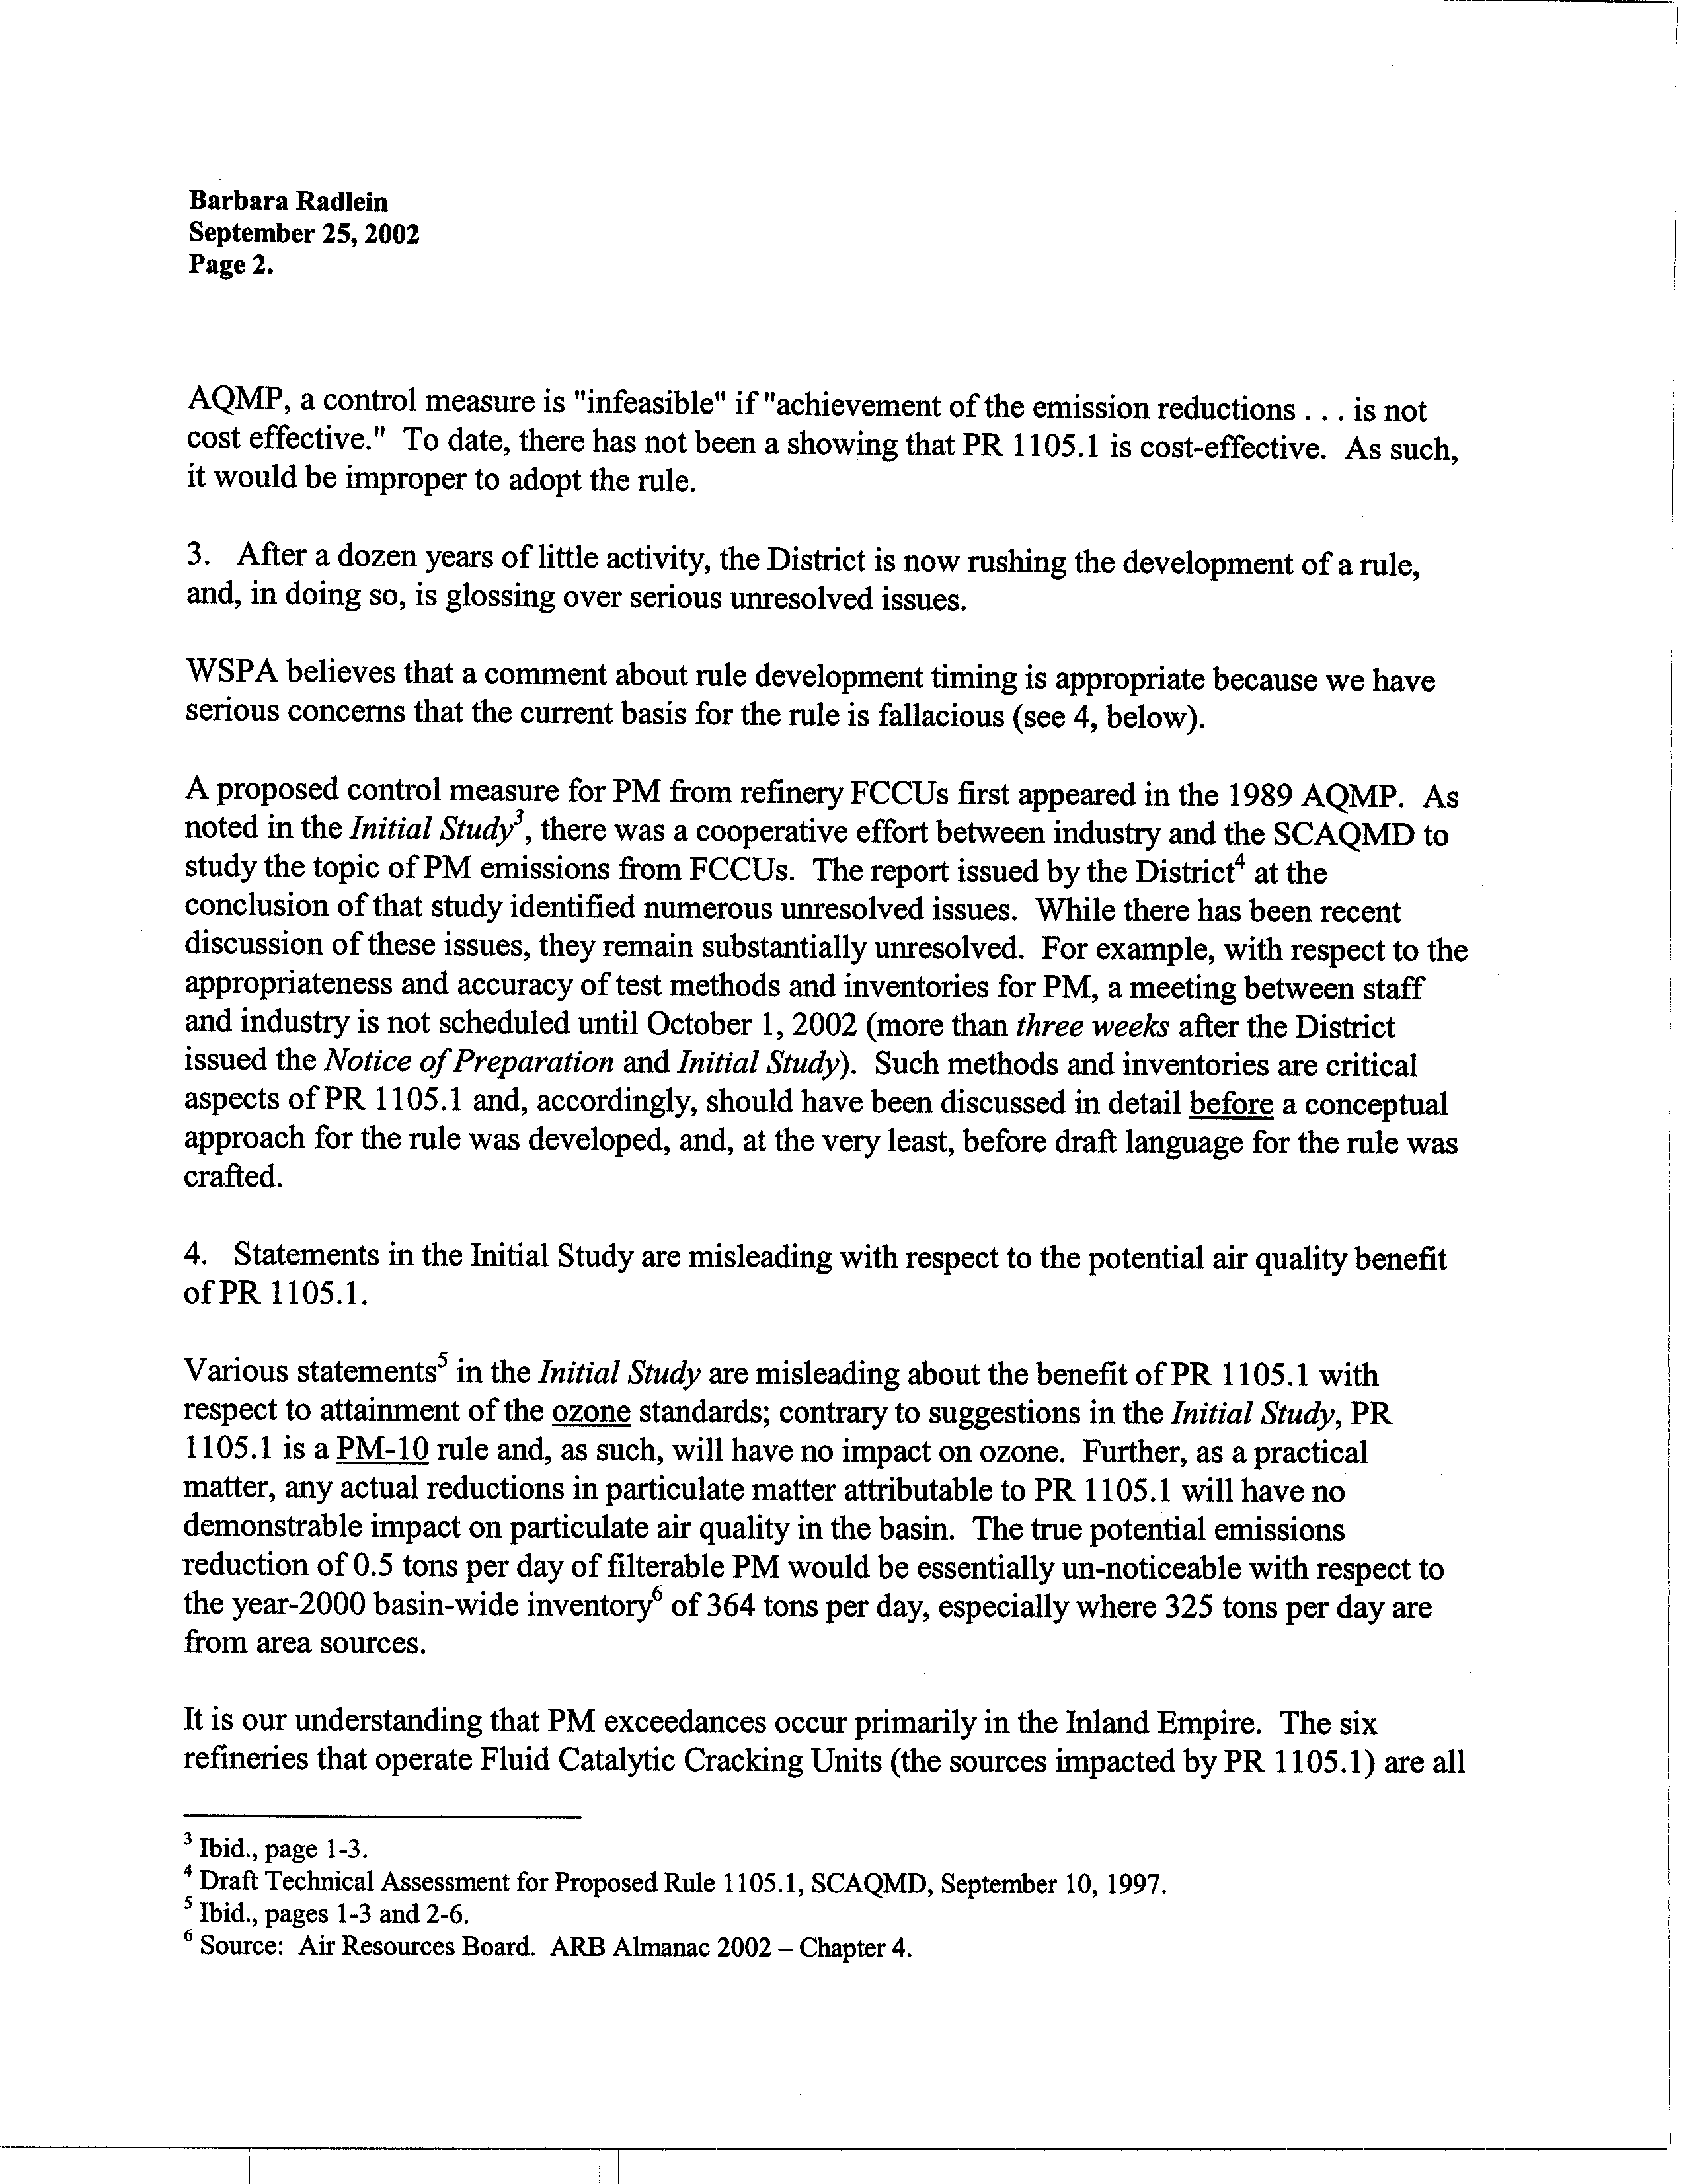 Barbara Radlein
September 25, 2002
Page 2.
AQMP, a control measure is "infeasible" if "achievement of the emission reductions . . . is not
cost effective." To date, there has not been a showing that PR 1105.1 is cost-effective. As such,
it would be improper to adopt the rule.
3. After a dozen years of little activity, the District is now rushing the development of a rule,
and, in doing so, is glossing over serious unresolved issues.
WSPA believes that a comment about rule development timing is appropriate because we have
serious concerns that the current basis for the rule is fallacious (see 4, below).
A proposed control measure for PM from refinery FCCUs first appeared in the 1989 AQMP. As
noted in the Initial Study³, there was a cooperative effort between industry and the SCAQMD to
study the topic of PM emissions from FCCUs. The report issued by the District⁴ at the
conclusion of that study identified numerous unresolved issues. While there has been recent
discussion of these issues, they remain substantially unresolved. For example, with respect to the
appropriateness and accuracy of test methods and inventories for PM, a meeting between staff
and industry is not scheduled until October 1, 2002 (more than three weeks after the District
issued the Notice of Preparation and Initial Study). Such methods and inventories are critical
aspects of PR 1105.1 and, accordingly, should have been discussed in detail before a conceptual
approach for the rule was developed, and, at the very least, before draft language for the rule was
crafted.
4. Statements in the Initial Study are misleading with respect to the potential air quality benefit
of PR 1105.1.
Various statements⁵ in the Initial Study are misleading about the benefit of PR 1105.1 with
respect to attainment of the ozone standards; contrary to suggestions in the Initial Study, PR
1105.1 is a PM-10 rule and, as such, will have no impact on ozone. Further, as a practical
matter, any actual reductions in particulate matter attributable to PR 1105.1 will have no
demonstrable impact on particulate air quality in the basin. The true potential emissions
reduction of 0.5 tons per day of filterable PM would be essentially un-noticeable with respect to
the year-2000 basin-wide inventory⁶ of 364 tons per day, especially where 325 tons per day are
from area sources.
It is our understanding that PM exceedances occur primarily in the Inland Empire. The six
refineries that operate Fluid Catalytic Cracking Units (the sources impacted by PR 1105.1) are all
³ Ibid., page 1-3.
⁴ Draft Technical Assessment for Proposed Rule 1105.1, SCAQMD, September 10, 1997.
⁵ Ibid., pages 1-3 and 2-6.
⁶ Source: Air Resources Board. ARB Almanac 2002 – Chapter 4.